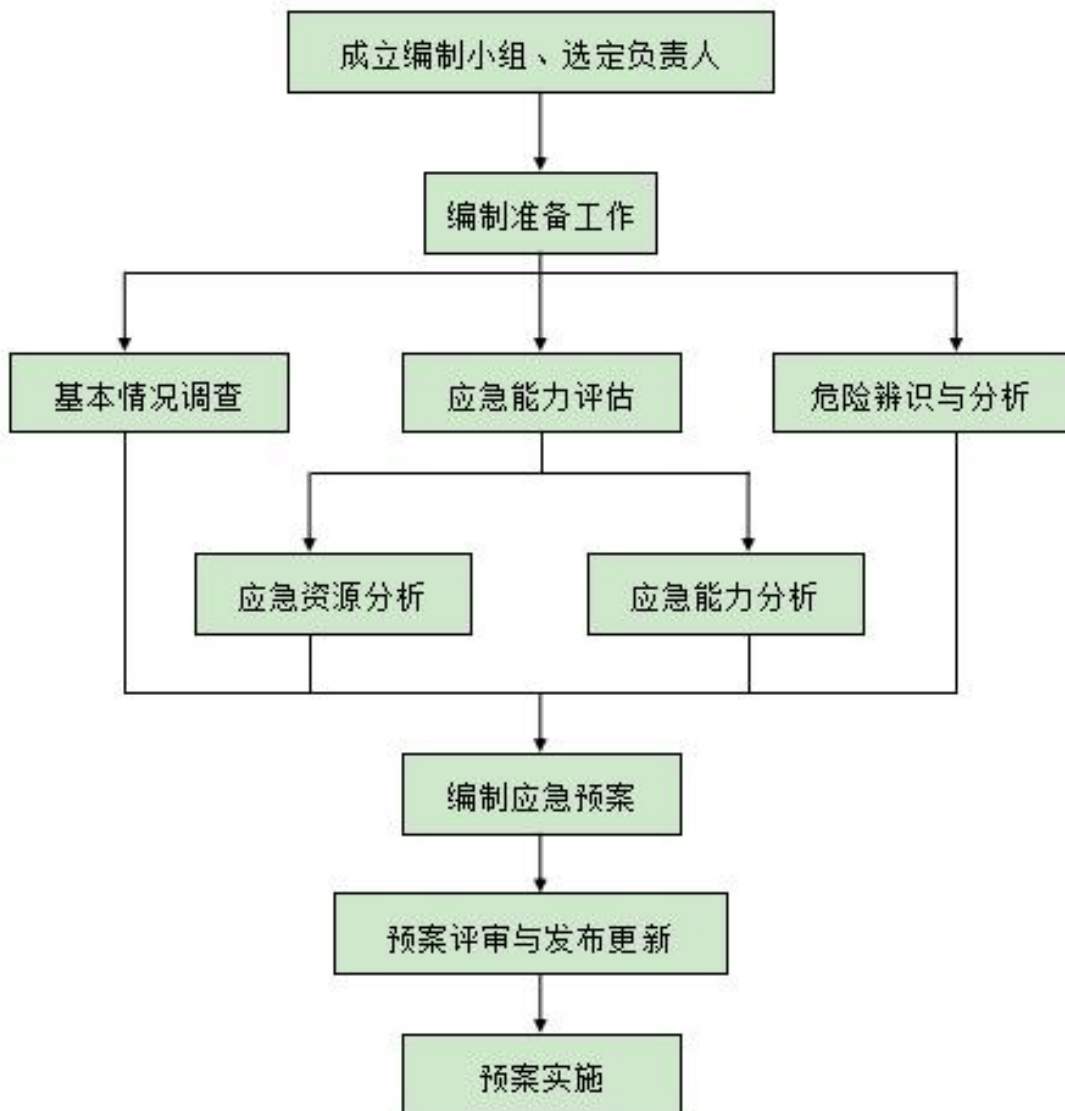 成立编制小组、选定负责人
编制准备工作
基本情况调查
应急能力评估
危险辨识与分析
应急资源分析
应急能力分析
编制应急预案
预案评审与发布更新
预案实施